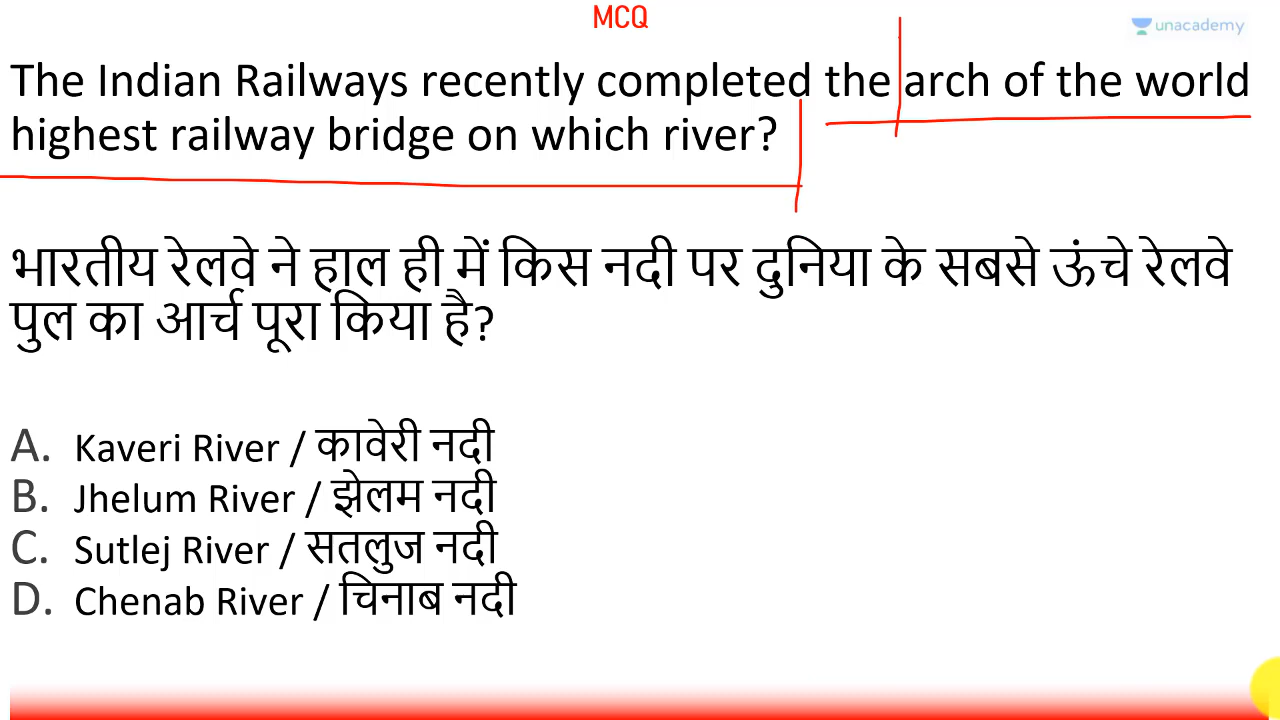 MCQ
unacademy
The Indian Railways recently completed the arch of the world
highest railway bridge on which river?
भारतीय रेलवे ने हाल ही में किस नदी पर दुनिया के सबसे ऊंचे रेलवे
पुल का आर्च पूरा किया है?
A. Kaveri River / कावेरी नदी
B. Jhelum River / झेलम नदी
C. Sutlej River / सतलुज नदी
D. Chenab River / चिनाब नदी